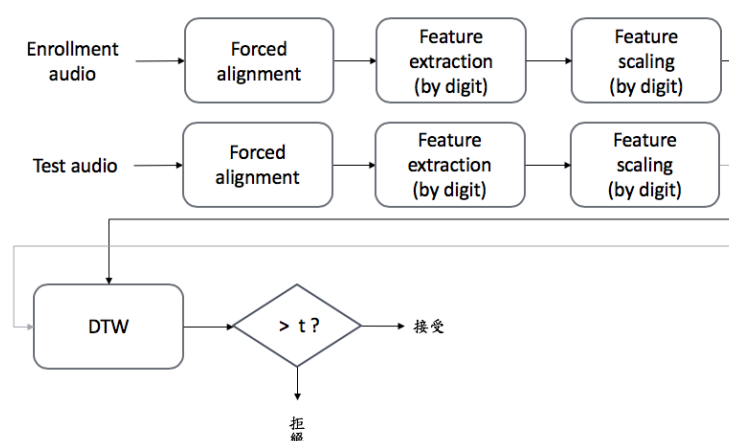 Enrollment
audio
Forced
alignment
Feature
extraction
(by digit)
Feature
scaling
(by digit)
Test audio
Forced
alignment
Feature
extraction
(by digit)
Feature
scaling
(by digit)
DTW
> t ?
接受
拒